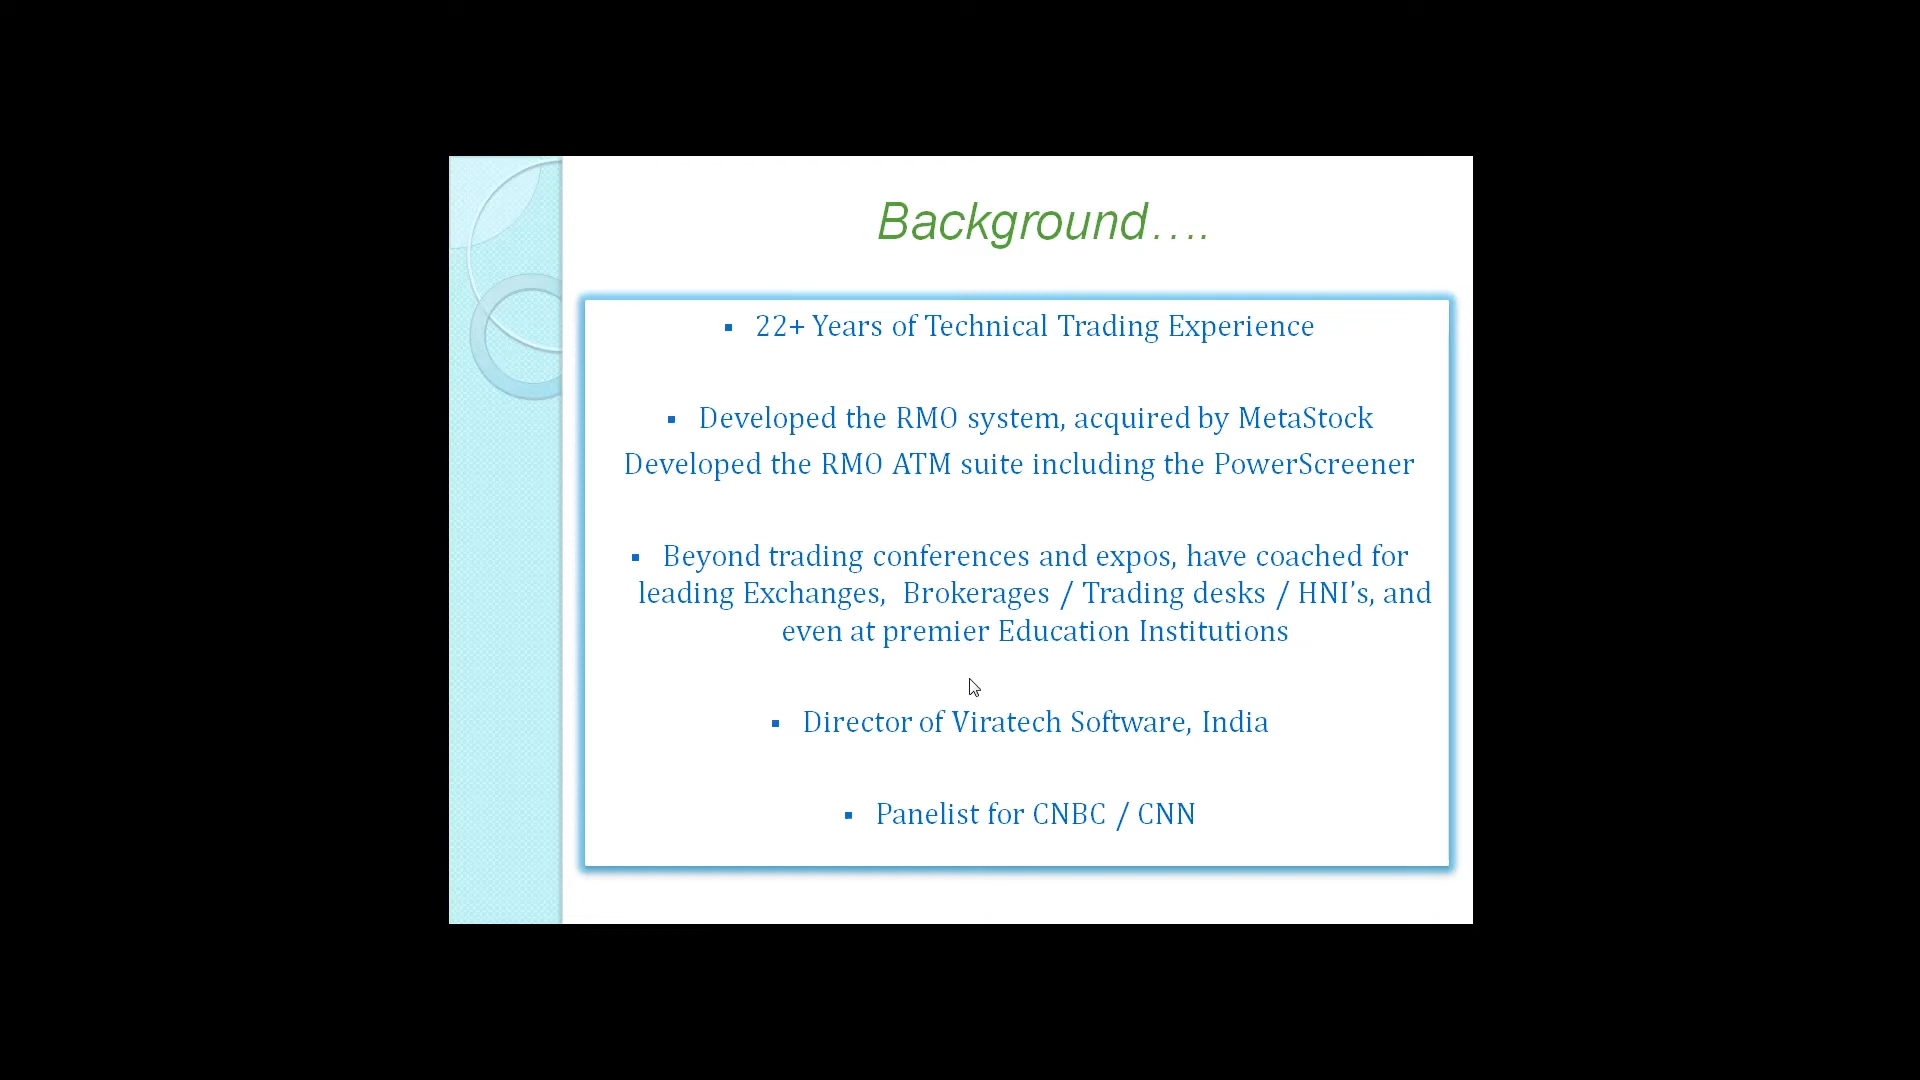 Background….
▪ 22+ Years of Technical Trading Experience
▪ Developed the RMO system, acquired by MetaStock
Developed the RMO ATM suite including the PowerScreener
▪ Beyond trading conferences and expos, have coached for
leading Exchanges,  Brokerages / Trading desks / HNI’s, and
even at premier Education Institutions
▪ Director of Viratech Software, India
▪ Panelist for CNBC / CNN